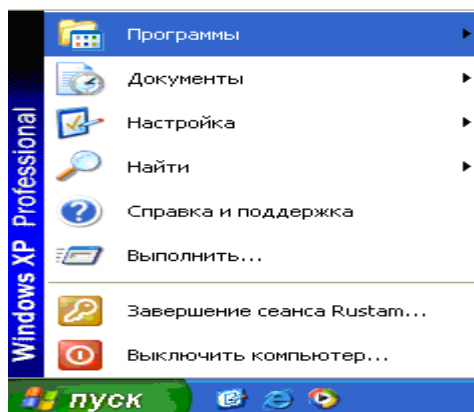 Программы
Документы
Настройка
Найти
Справка и поддержка
Выполнить...
Завершение сеанса Rustam...
Выключить компьютер...
Windows XP Professional
пуск